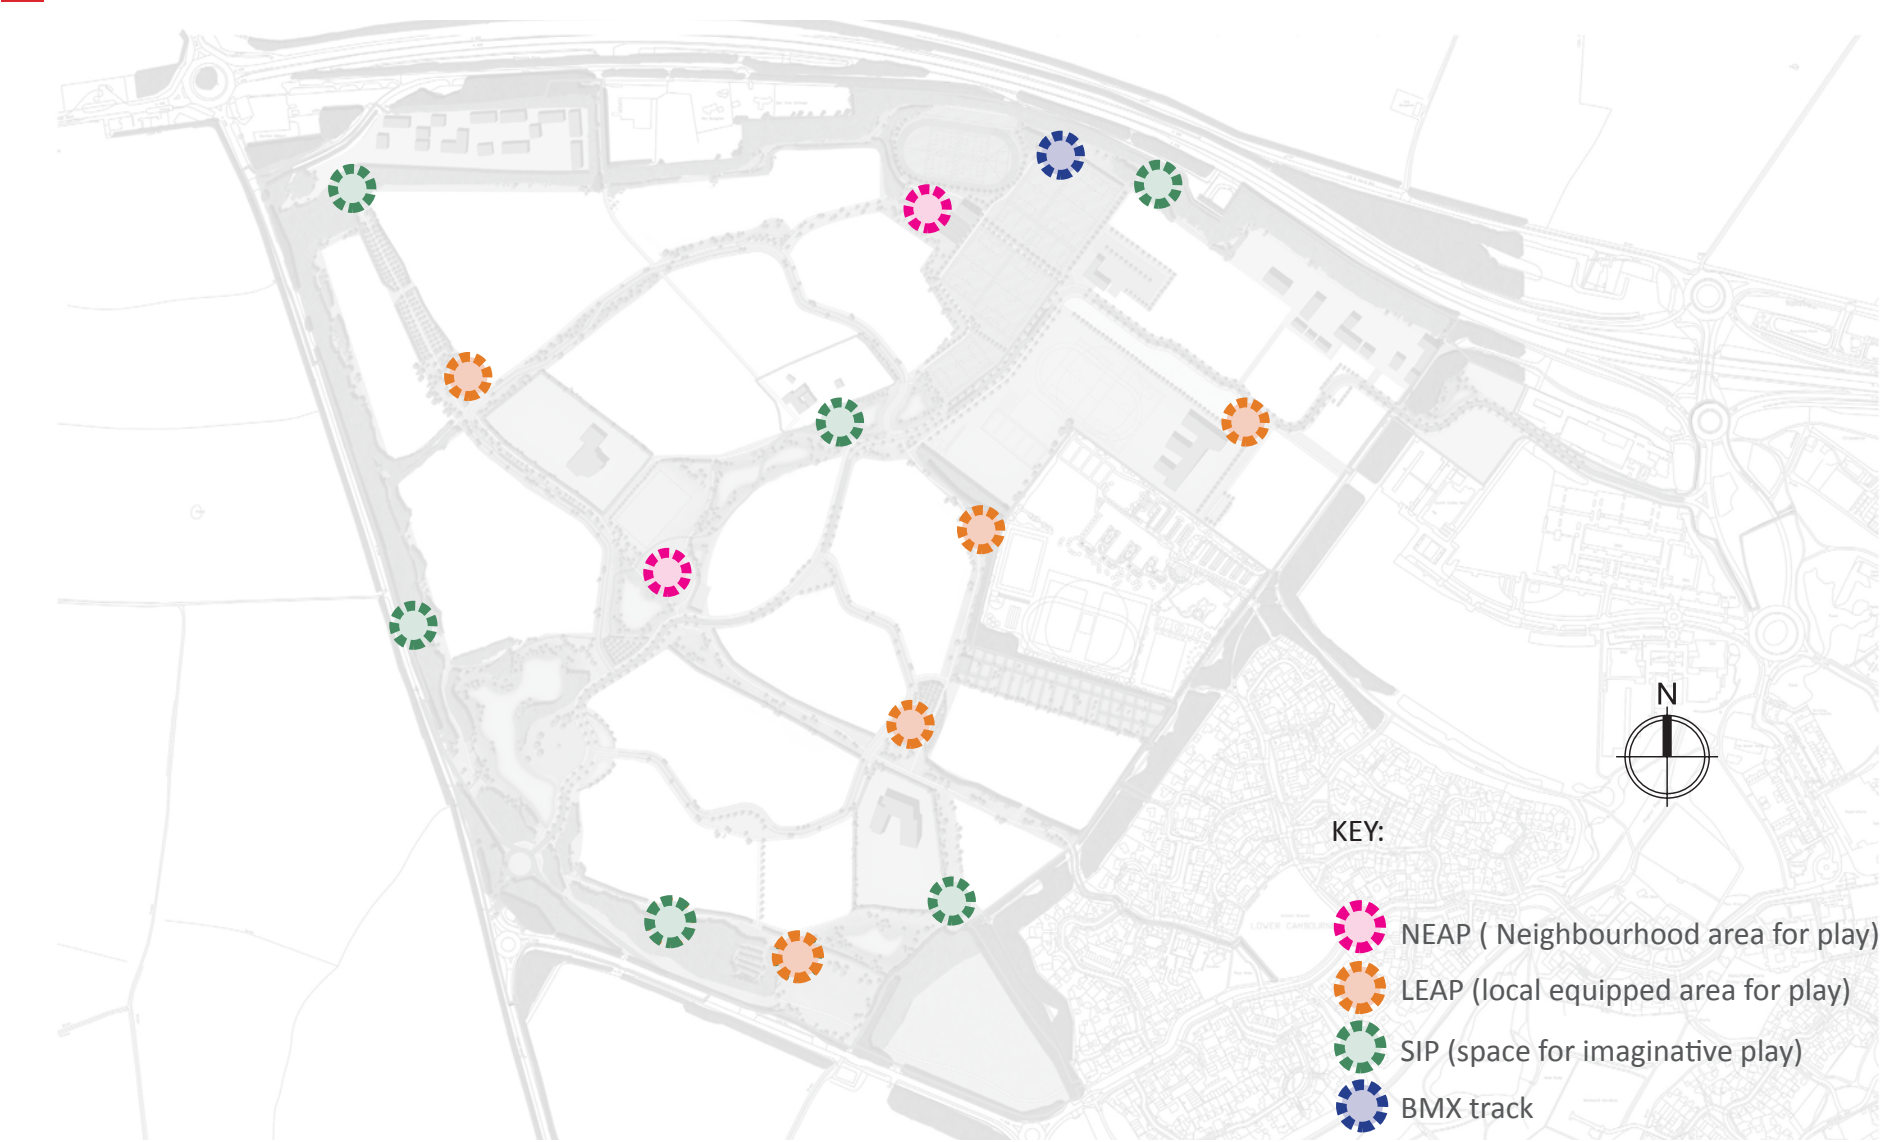 N
KEY:
NEAP ( Neighbourhood area for play)
LEAP (local equipped area for play)
SIP (space for imaginative play)
BMX track